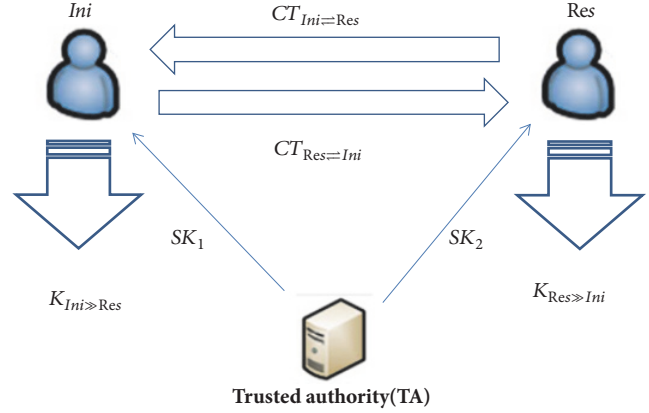 Ini
CT_{Ini⇌Res}
Res
CT_{Res⇌Ini}
SK_1
SK_2
K_{Ini≫Res}
K_{Res≫Ini}
Trusted authority(TA)